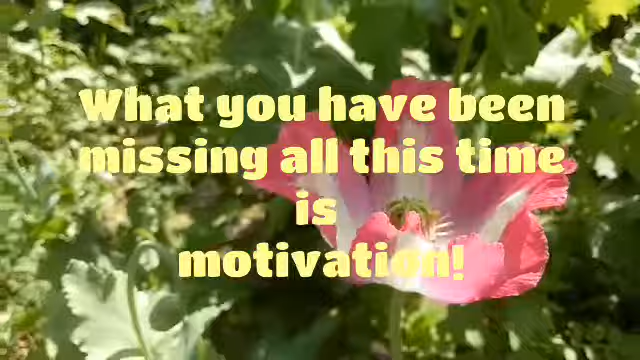 What you have been
missing all this time
is
motivation!